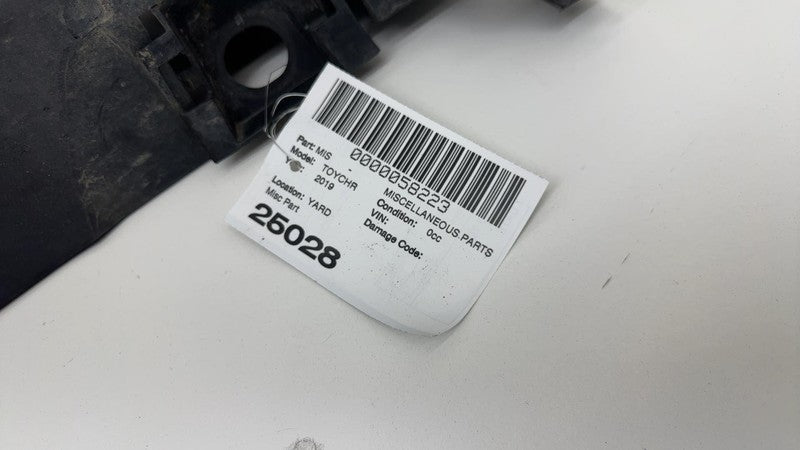 0000058223
Part: MIS - MISCELLANEOUS PARTS
Model: TOYCHR Condition: 0cc
2019 VIN:
Damage Code:
Location: YARD
Misc Part
25028